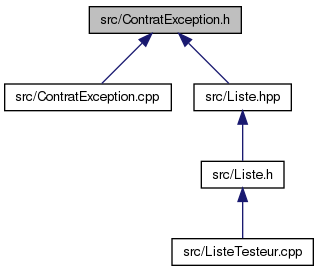 src/ContratException.h
src/ContratException.cpp
src/Liste.hpp
src/Liste.h
src/ListeTesteur.cpp